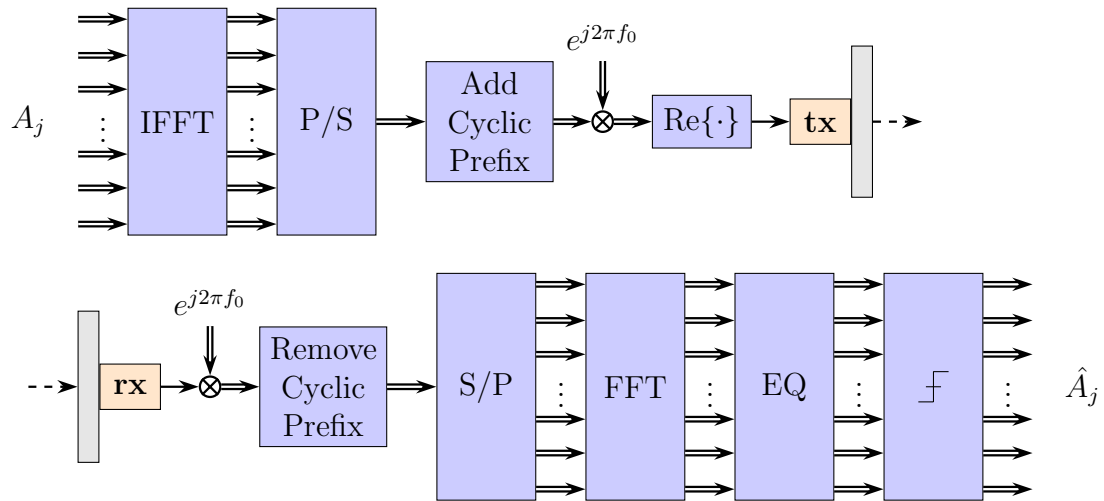 e^{j2πf_0}
A_j
⋮
IFFT
⋮
P/S
Add
Cyclic
Prefix
Re{·}
tx
e^{j2πf_0}
rx
Remove
Cyclic
Prefix
S/P
⋮
FFT
⋮
EQ
⋮
⋮
Â_j